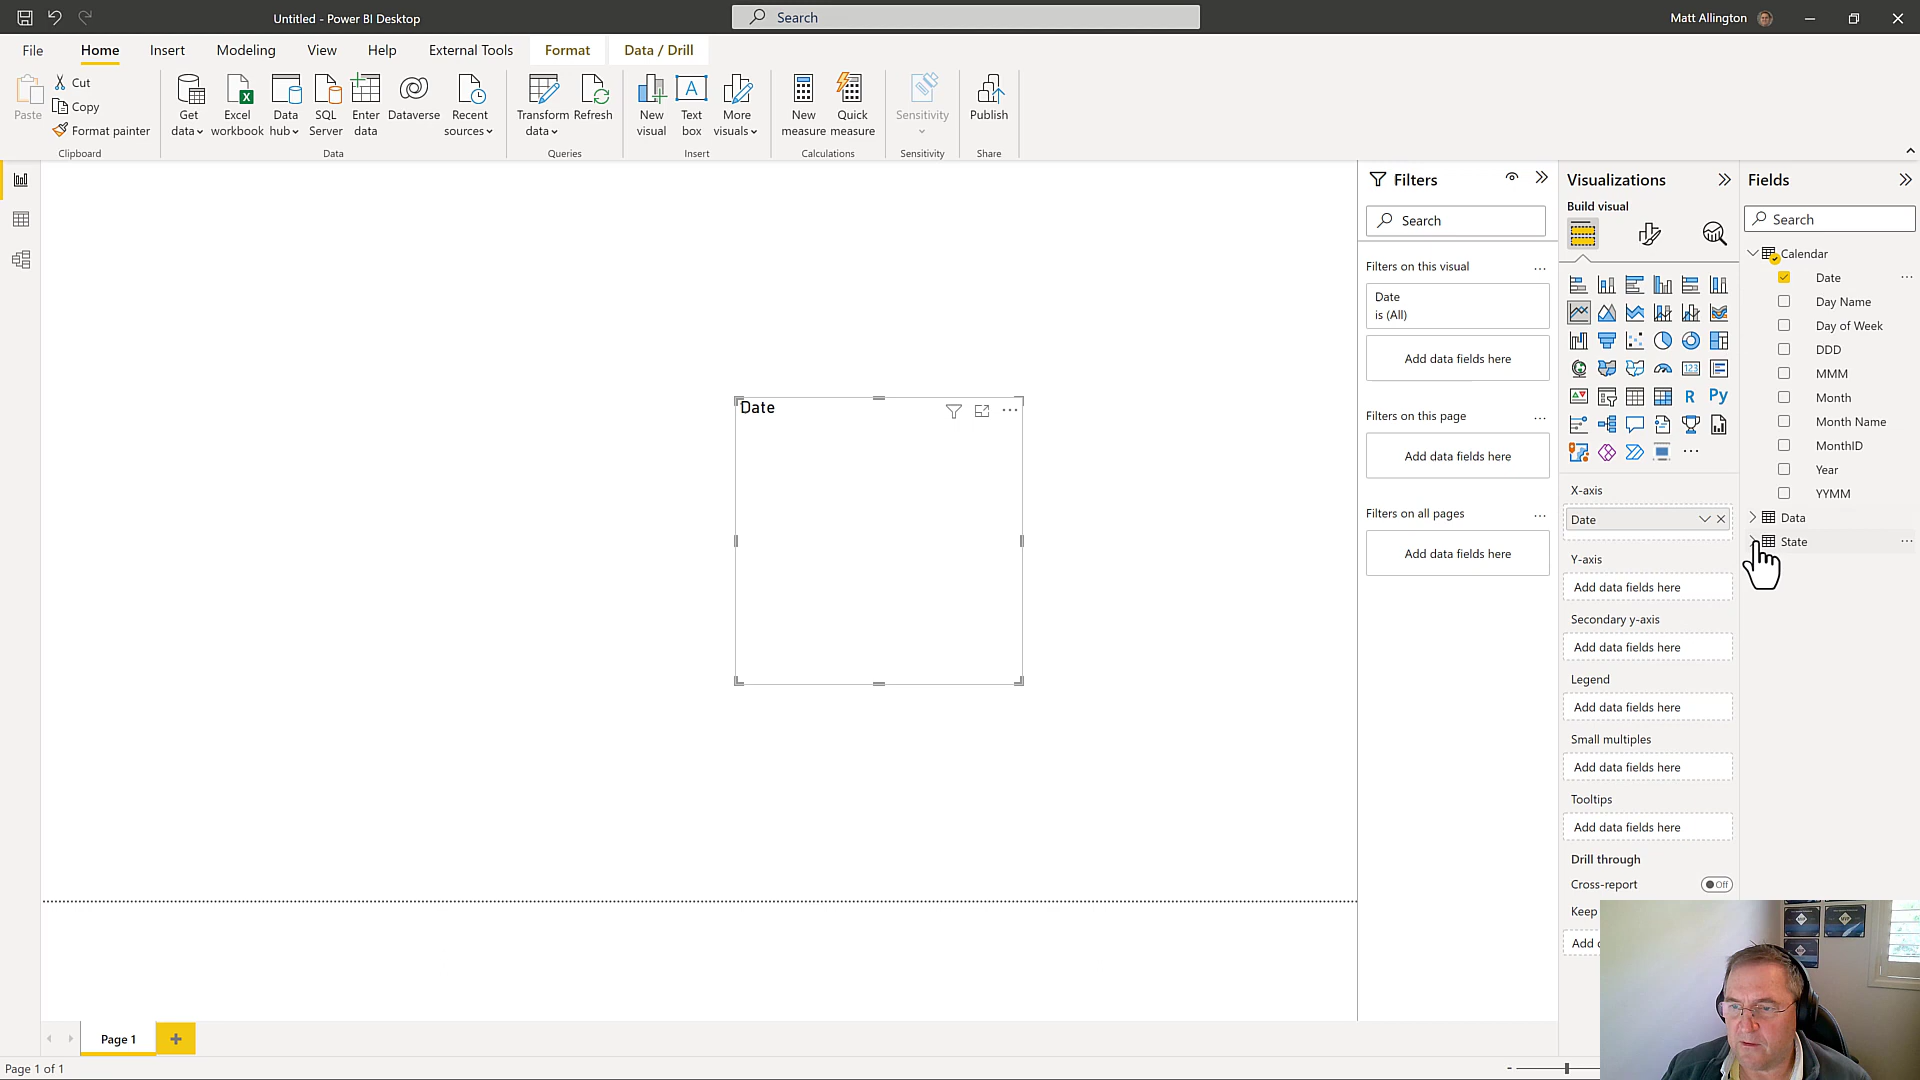 Untitled - Power BI Desktop
Search
Matt Allington
File
Home
Insert
Modeling
View
Help
External Tools
Format
Data / Drill
Paste
Cut
Copy
Format painter
Clipboard
Get data
Excel workbook
Data hub
SQL Server
Enter data
Dataverse
Recent sources
Data
Transform data
Refresh
Queries
New visual
Text box
More visuals
Insert
New measure
Quick measure
Calculations
Sensitivity
Sensitivity
Publish
Share
Date
Filters
Search
Filters on this visual
Date
is (All)
Add data fields here
Filters on this page
Add data fields here
Filters on all pages
Add data fields here
Visualizations
Build visual
123
R
Py
X-axis
Date
Y-axis
Add data fields here
Secondary y-axis
Add data fields here
Legend
Add data fields here
Small multiples
Add data fields here
Tooltips
Add data fields here
Drill through
Cross-report
Off
Keep
Add
Fields
Search
Calendar
Date
Day Name
Day of Week
DDD
MMM
Month
Month Name
MonthID
Year
YYMM
Data
State
Page 1
Page 1 of 1